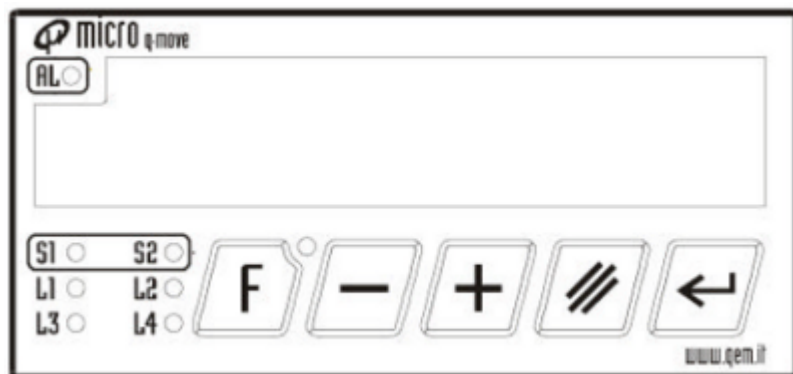 micro q-move
AL
S1 S2
L1 L2
L3 L4
F − +
www.qem.it